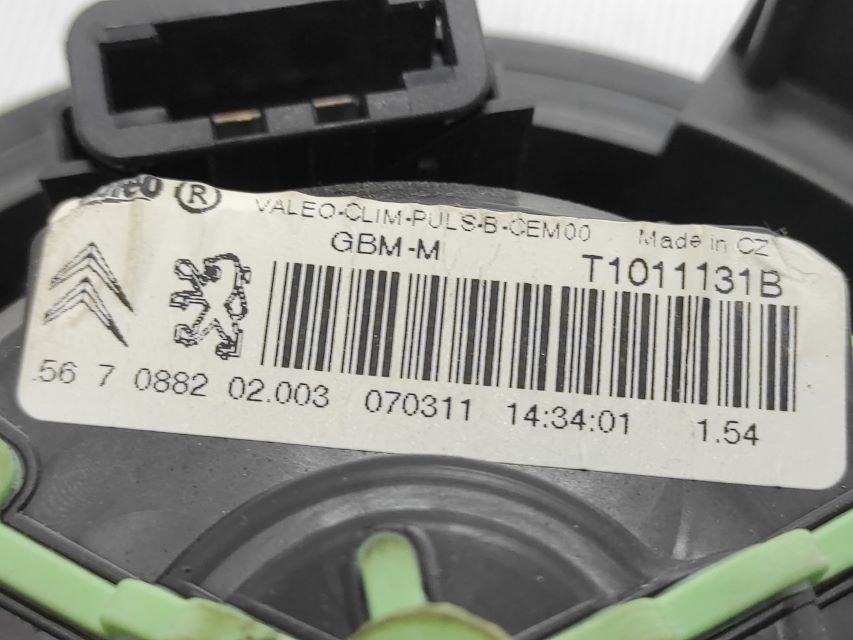 ® VALEO-CLIM-PULS-B-CEM00 Made in CZ
GBM-M T1011131B
.56 7 0882 02.003 070311 14:34:01 1.54